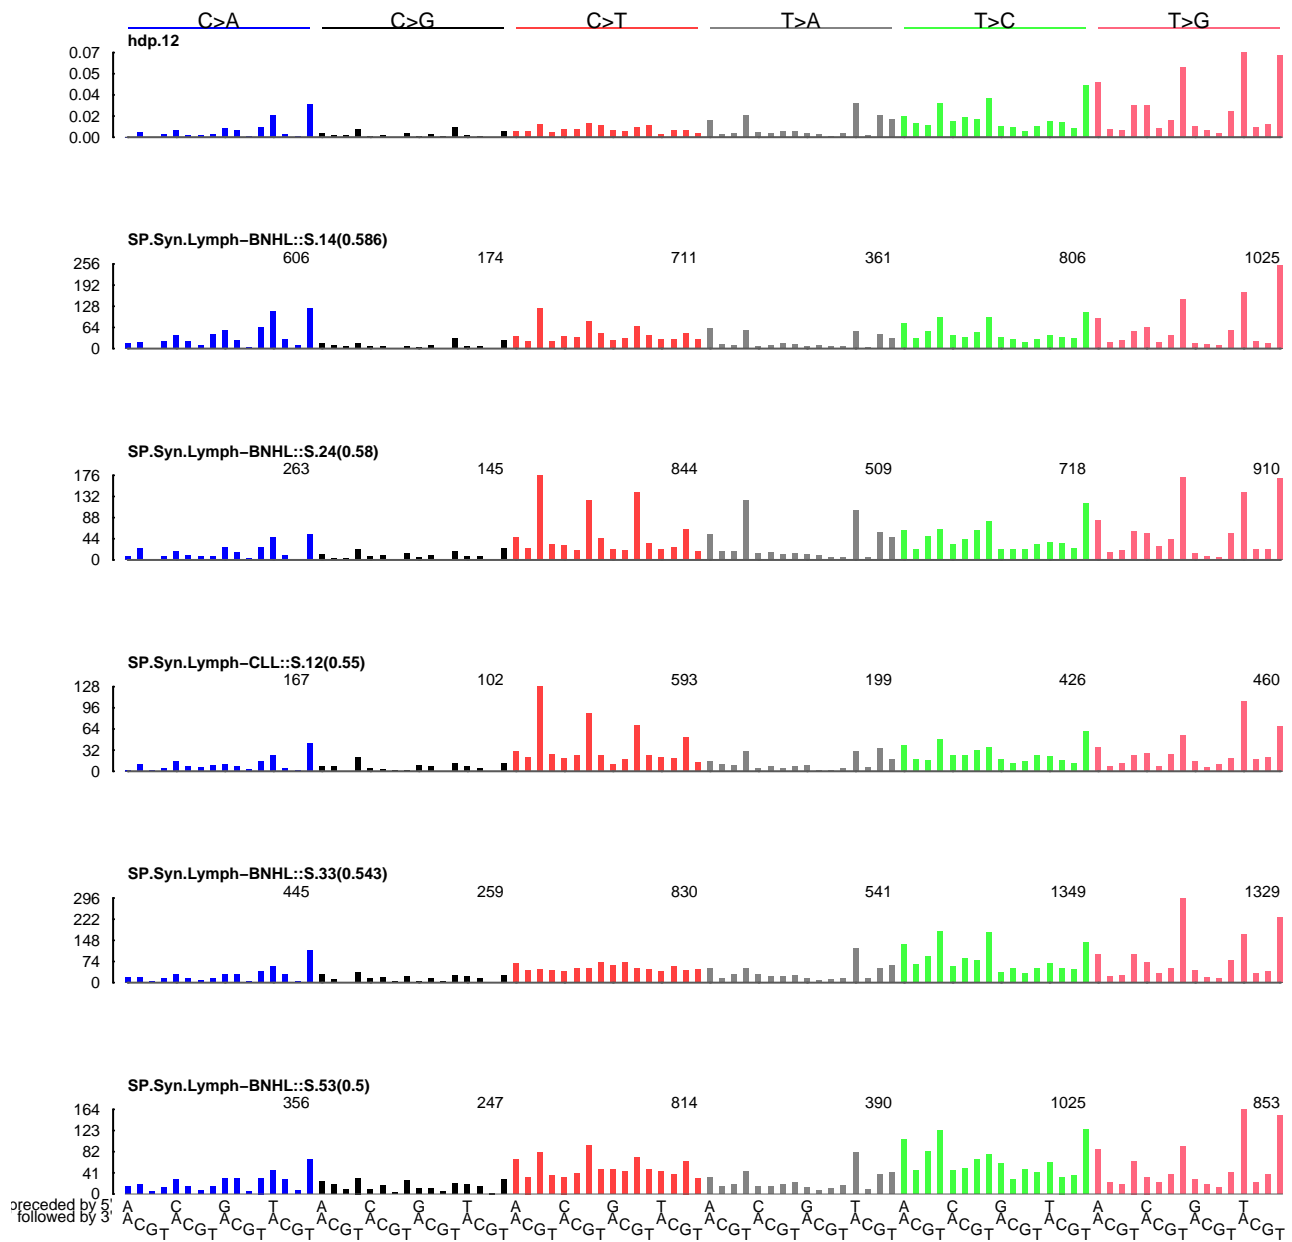 C>A C>G C>T T>A T>C T>G
hdp.12
0.07
0.05
0.04
0.02
0.00
SP.Syn.Lymph−BNHL::S.14(0.586)
606 174 711 361 806 1025
256
192
128
64
0
SP.Syn.Lymph−BNHL::S.24(0.58)
263 145 844 509 718 910
176
132
88
44
0
SP.Syn.Lymph−CLL::S.12(0.55)
167 102 593 199 426 460
128
96
64
32
0
SP.Syn.Lymph−BNHL::S.33(0.543)
445 259 830 541 1349 1329
296
222
148
74
0
SP.Syn.Lymph−BNHL::S.53(0.5)
356 247 814 390 1025 853
164
123
82
41
0
preceded by 5' A C G T A C G T A C G T A C G T A C G T A C G T
followed by 3' A C G T A C G T A C G T A C G T A C G T A C G T A C G T A C G T A C G T A C G T A C G T A C G T A C G T A C G T A C G T A C G T A C G T A C G T A C G T A C G T A C G T A C G T A C G T A C G T